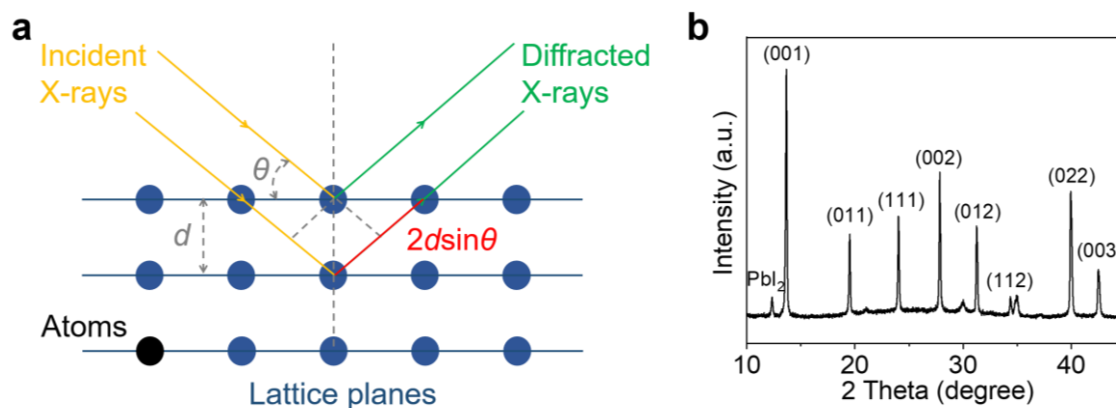 a
Incident
X-rays
Diffracted
X-rays
θ
d
2dsinθ
Atoms
Lattice planes
b
Intensity (a.u.)
(001)
(002)
(022)
(111)
(011)
(012)
(003)
(112)
PbI₂
10
20
30
40
2 Theta (degree)